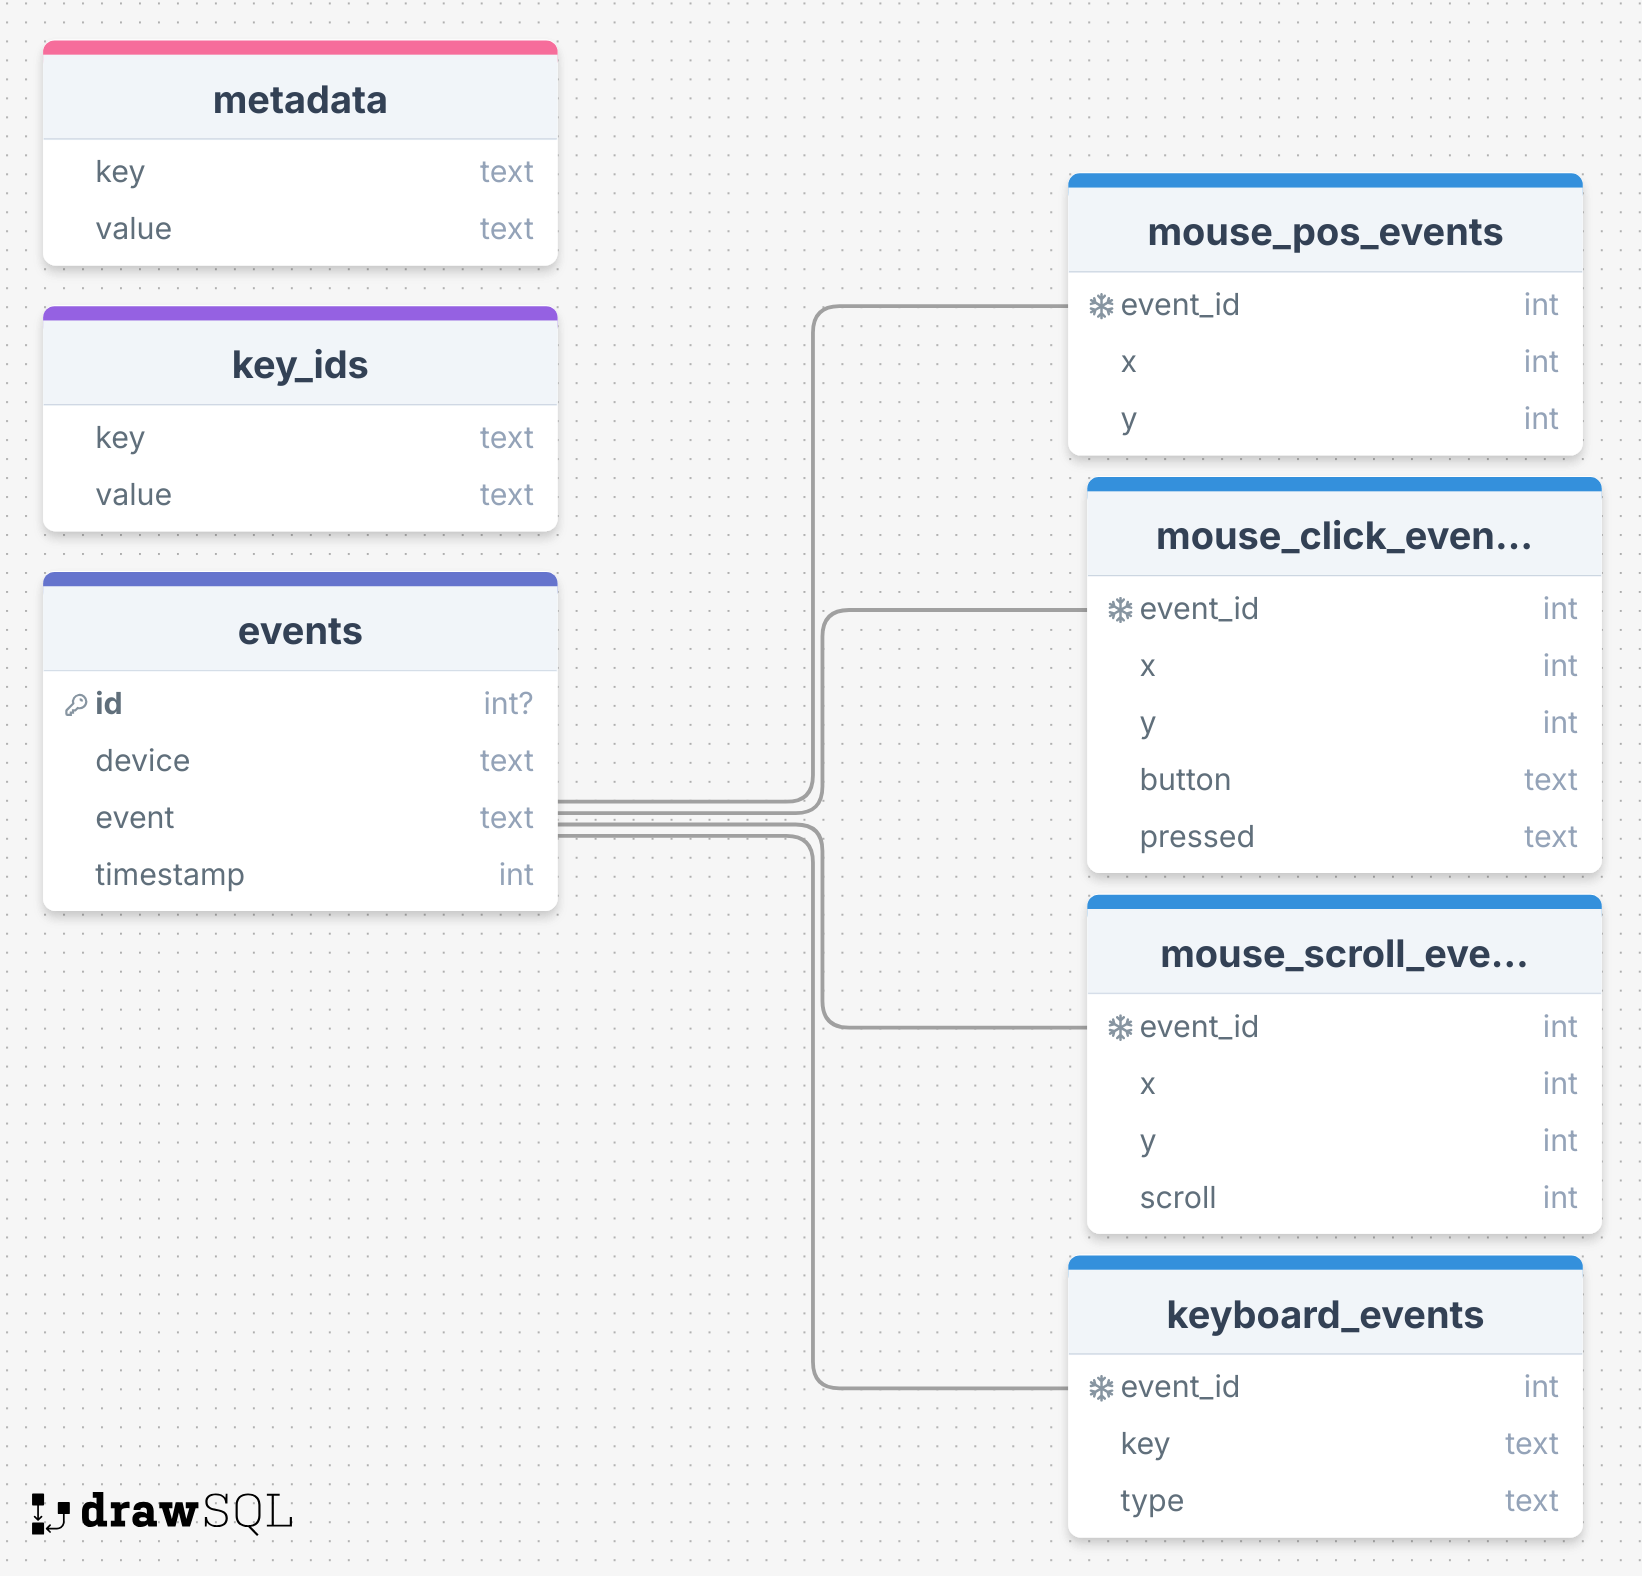 metadata
key text
value text
key_ids
key text
value text
events
id int?
device text
event text
timestamp int
mouse_pos_events
event_id int
x int
y int
mouse_click_even...
event_id int
x int
y int
button text
pressed text
mouse_scroll_eve...
event_id int
x int
y int
scroll int
keyboard_events
event_id int
key text
type text
drawSQL